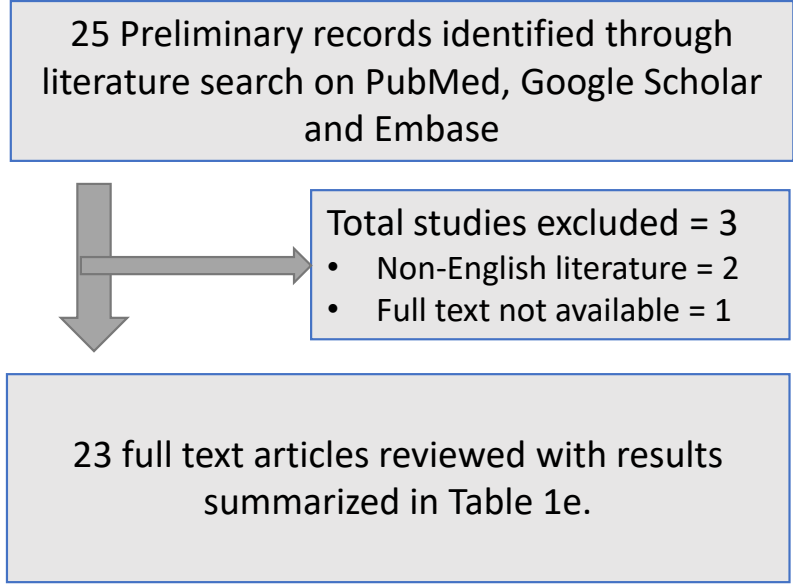 25 Preliminary records identified through
literature search on PubMed, Google Scholar
and Embase
Total studies excluded = 3
• Non-English literature = 2
• Full text not available = 1
23 full text articles reviewed with results
summarized in Table 1e.